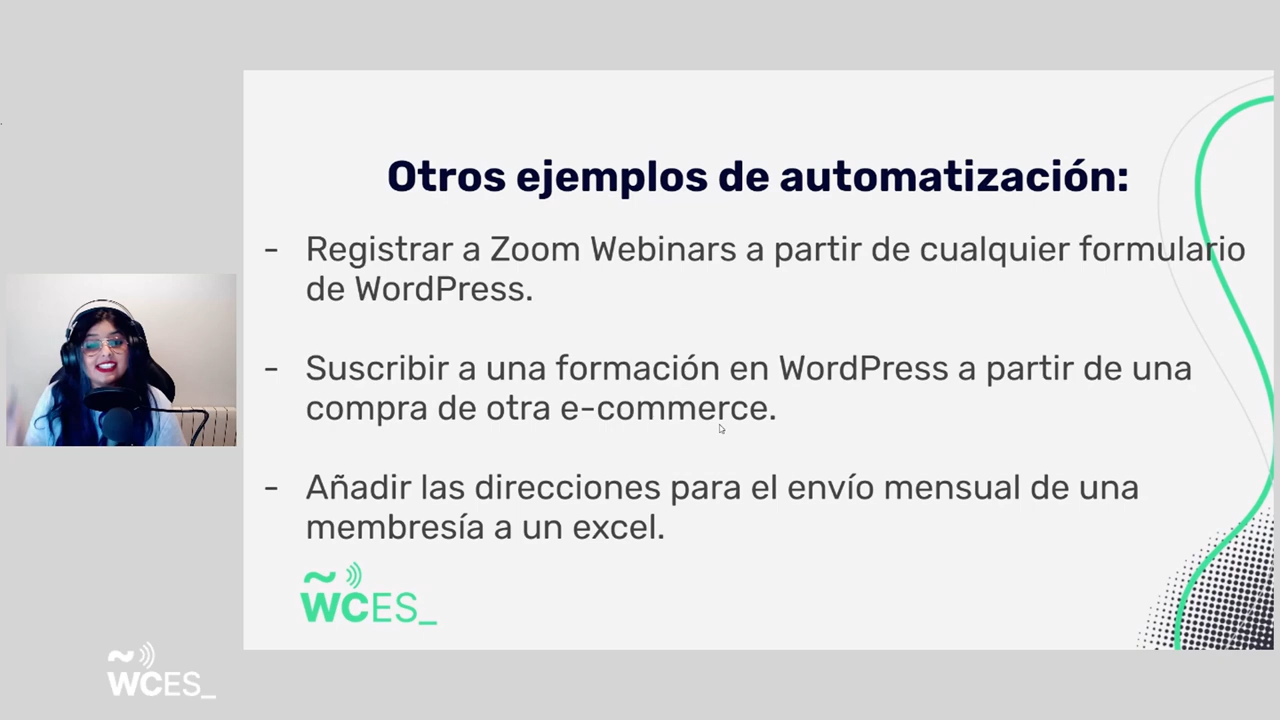 Otros ejemplos de automatización:
- Registrar a Zoom Webinars a partir de cualquier formulario
de WordPress.
- Suscribir a una formación en WordPress a partir de una
compra de otra e-commerce.
- Añadir las direcciones para el envío mensual de una
membresía a un excel.
~
WCES_
~
WCES_